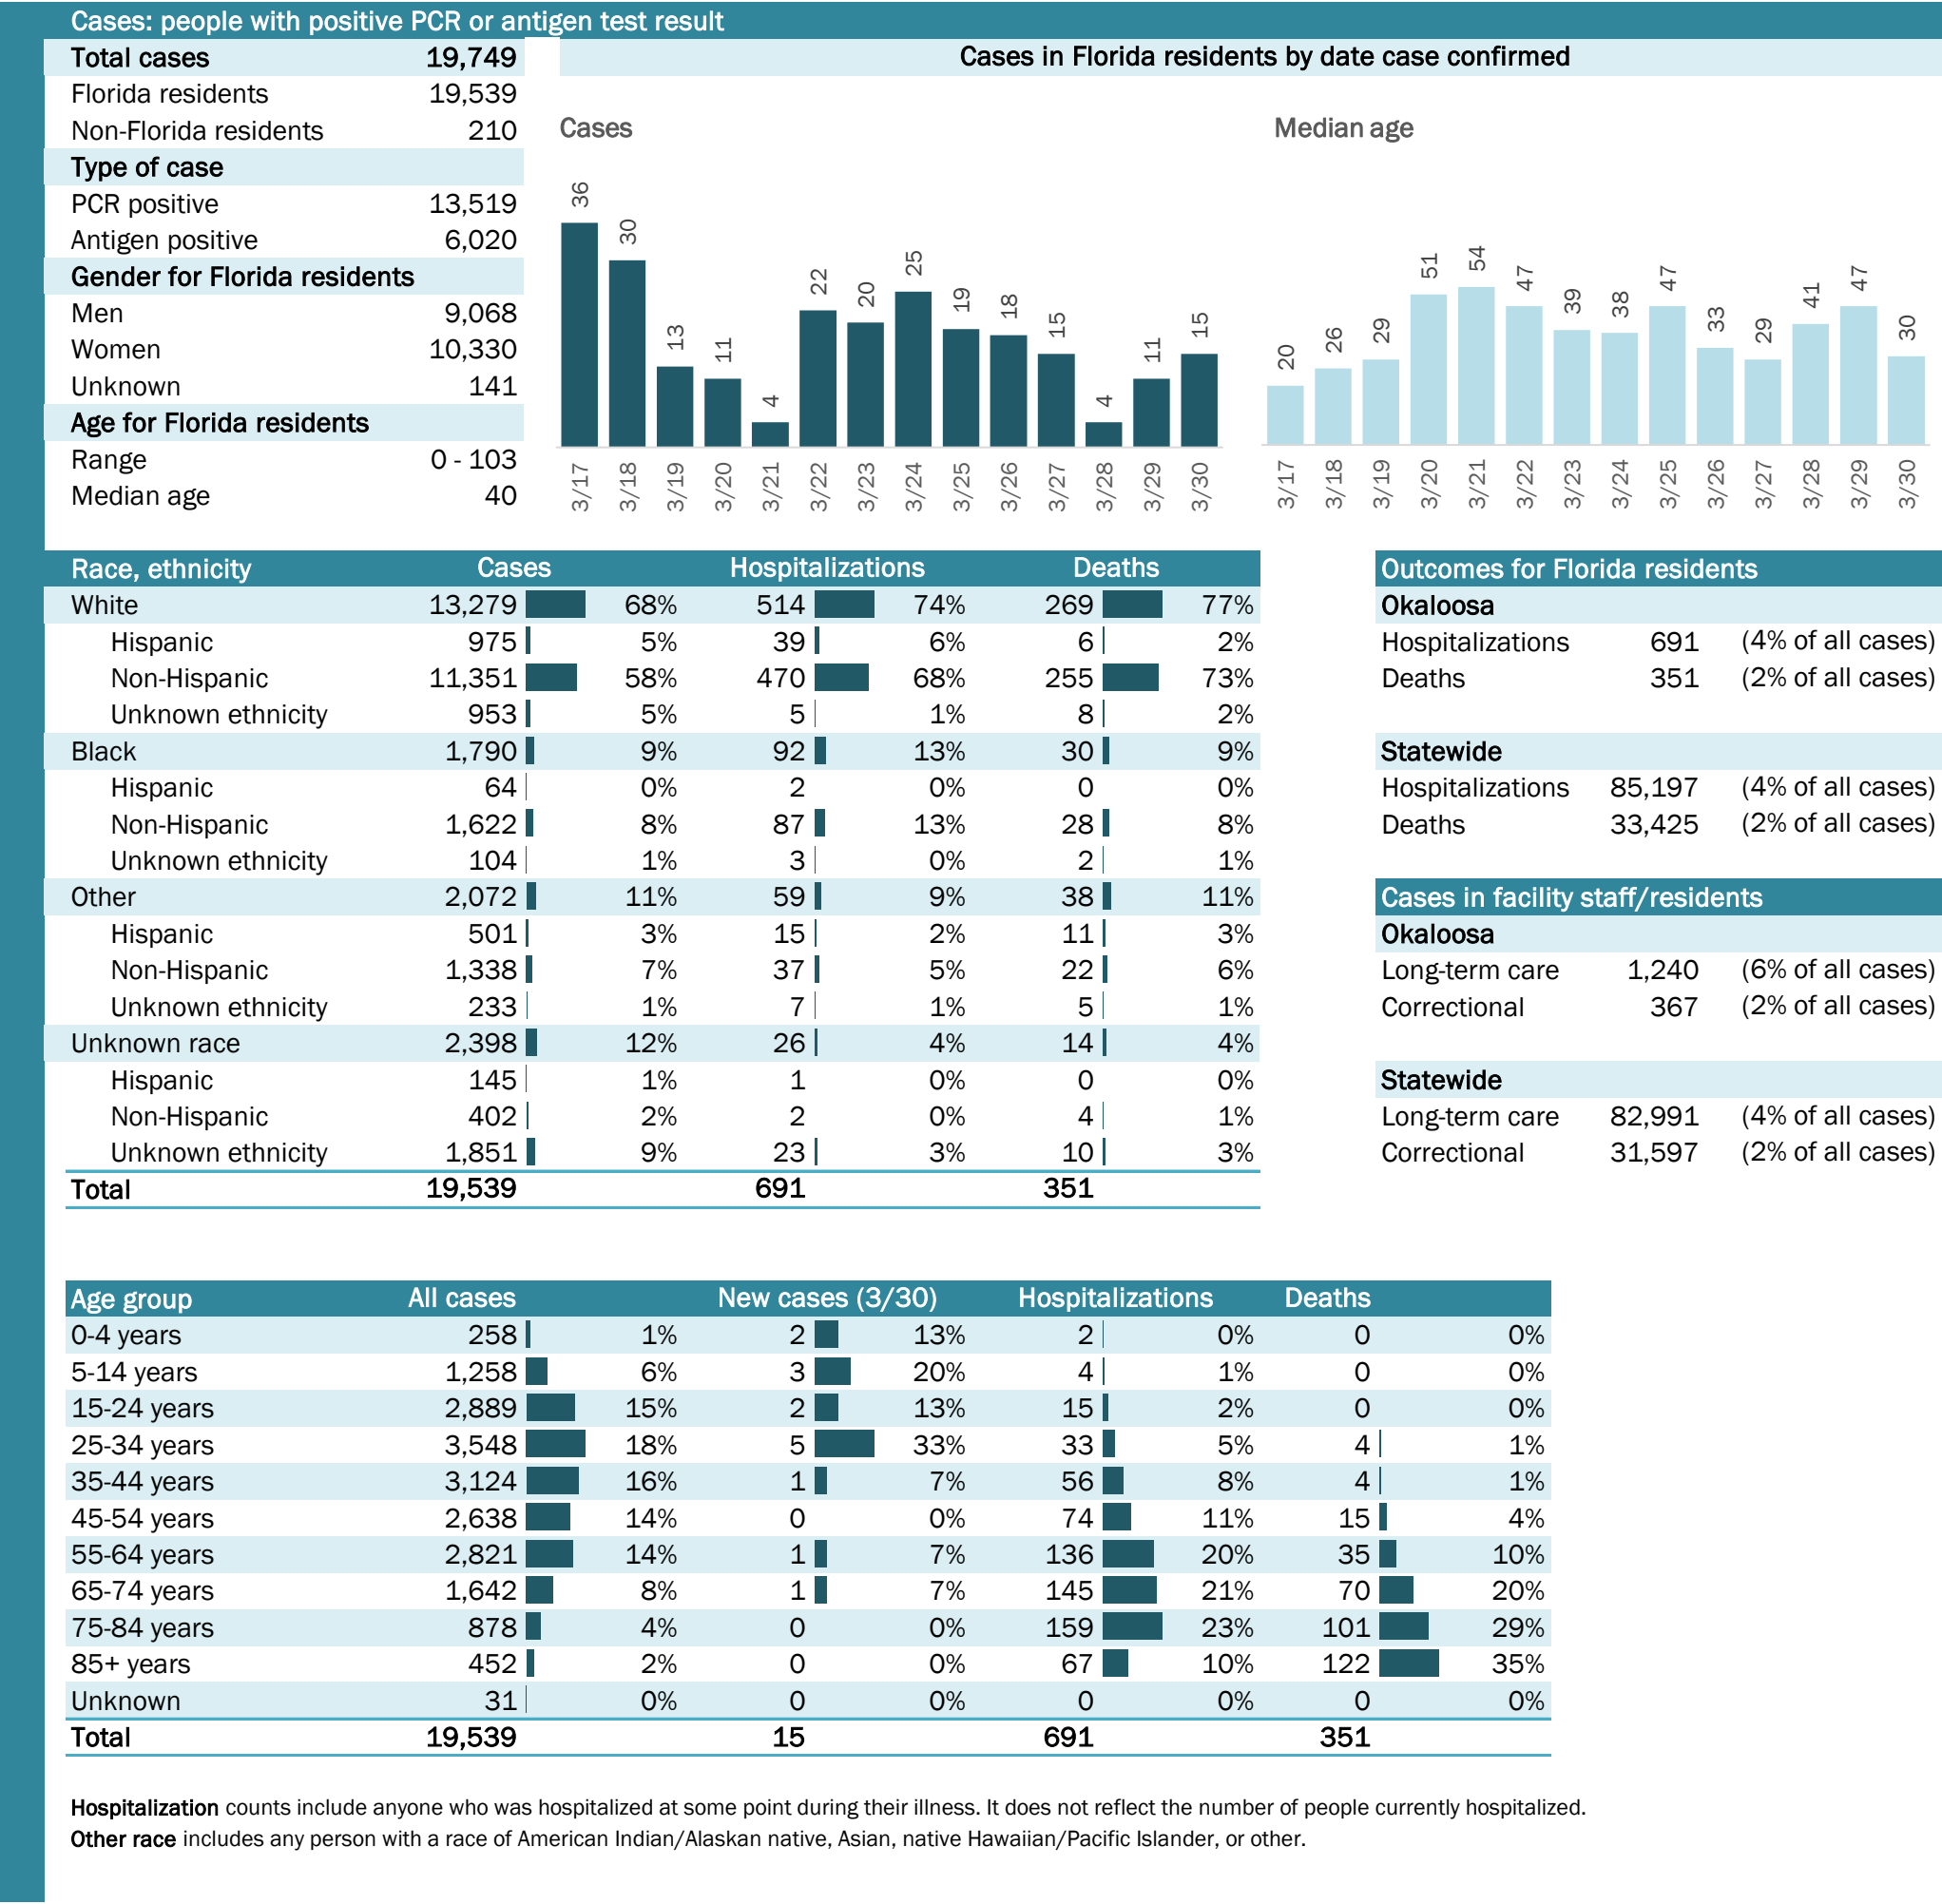 Cases: people with positive PCR or antigen test result
Total cases 19,749
Florida residents 19,539
Non-Florida residents 210
Type of case
PCR positive 13,519
Antigen positive 6,020
Gender for Florida residents
Men 9,068
Women 10,330
Unknown 141
Age for Florida residents
Range 0 - 103
Median age 40
Cases in Florida residents by date case confirmed
Cases
36 30 13 11 4 22 20 25 19 18 15 4 11 15
3/17 3/18 3/19 3/20 3/21 3/22 3/23 3/24 3/25 3/26 3/27 3/28 3/29 3/30
Median age
20 26 29 51 54 47 39 38 47 33 29 41 47 30
3/17 3/18 3/19 3/20 3/21 3/22 3/23 3/24 3/25 3/26 3/27 3/28 3/29 3/30
Race, ethnicity Cases Hospitalizations Deaths
White 13,279 68% 514 74% 269 77%
Hispanic 975 5% 39 6% 6 2%
Non-Hispanic 11,351 58% 470 68% 255 73%
Unknown ethnicity 953 5% 5 1% 8 2%
Black 1,790 9% 92 13% 30 9%
Hispanic 64 0% 2 0% 0 0%
Non-Hispanic 1,622 8% 87 13% 28 8%
Unknown ethnicity 104 1% 3 0% 2 1%
Other 2,072 11% 59 9% 38 11%
Hispanic 501 3% 15 2% 11 3%
Non-Hispanic 1,338 7% 37 5% 22 6%
Unknown ethnicity 233 1% 7 1% 5 1%
Unknown race 2,398 12% 26 4% 14 4%
Hispanic 145 1% 1 0% 0 0%
Non-Hispanic 402 2% 2 0% 4 1%
Unknown ethnicity 1,851 9% 23 3% 10 3%
Total 19,539 691 351
Outcomes for Florida residents
Okaloosa
Hospitalizations 691 (4% of all cases)
Deaths 351 (2% of all cases)
Statewide
Hospitalizations 85,197 (4% of all cases)
Deaths 33,425 (2% of all cases)
Cases in facility staff/residents
Okaloosa
Long-term care 1,240 (6% of all cases)
Correctional 367 (2% of all cases)
Statewide
Long-term care 82,991 (4% of all cases)
Correctional 31,597 (2% of all cases)
Age group All cases New cases (3/30) Hospitalizations Deaths
0-4 years 258 1% 2 13% 2 0% 0 0%
5-14 years 1,258 6% 3 20% 4 1% 0 0%
15-24 years 2,889 15% 2 13% 15 2% 0 0%
25-34 years 3,548 18% 5 33% 33 5% 4 1%
35-44 years 3,124 16% 1 7% 56 8% 4 1%
45-54 years 2,638 14% 0 0% 74 11% 15 4%
55-64 years 2,821 14% 1 7% 136 20% 35 10%
65-74 years 1,642 8% 1 7% 145 21% 70 20%
75-84 years 878 4% 0 0% 159 23% 101 29%
85+ years 452 2% 0 0% 67 10% 122 35%
Unknown 31 0% 0 0% 0 0% 0 0%
Total 19,539 15 691 351
Hospitalization counts include anyone who was hospitalized at some point during their illness. It does not reflect the number of people currently hospitalized.
Other race includes any person with a race of American Indian/Alaskan native, Asian, native Hawaiian/Pacific Islander, or other.